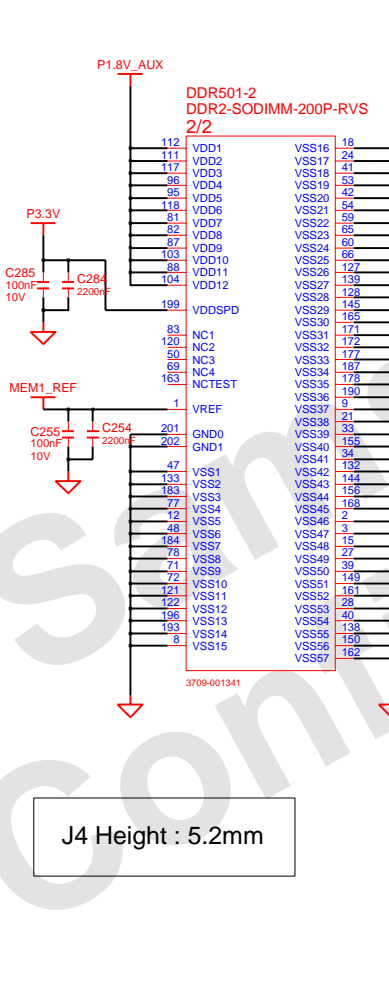 P1.8V_AUX
DDR501-2
DDR2-SODIMM-200P-RVS
2/2
112 VDD1
111 VDD2
117 VDD3
96 VDD4
95 VDD5
118 VDD6
81 VDD7
82 VDD8
87 VDD9
103 VDD10
88 VDD11
104 VDD12
199 VDDSPD
83 NC1
120 NC2
50 NC3
69 NC4
163 NCTEST
1 VREF
201 GND0
202 GND1
47 VSS1
133 VSS2
183 VSS3
77 VSS4
12 VSS5
48 VSS6
184 VSS7
78 VSS8
71 VSS9
72 VSS10
121 VSS11
122 VSS12
196 VSS13
193 VSS14
8 VSS15
VSS16 18
VSS17 24
VSS18 41
VSS19 53
VSS20 42
VSS21 54
VSS22 59
VSS23 65
VSS24 60
VSS25 66
VSS26 127
VSS27 139
VSS28 128
VSS29 145
VSS30 165
VSS31 171
VSS32 172
VSS33 177
VSS34 187
VSS35 178
VSS36 190
VSS37 9
VSS38 21
VSS39 33
VSS40 155
VSS41 34
VSS42 132
VSS43 144
VSS44 156
VSS45 168
VSS46 2
VSS47 3
VSS48 15
VSS49 27
VSS50 39
VSS51 149
VSS52 161
VSS53 28
VSS54 40
VSS55 138
VSS56 150
VSS57 162
P3.3V
C285
100nF
10V
C284
2200nF
MEM1_REF
C255
100nF
10V
C254
2200nF
3709-001341
J4 Height : 5.2mm